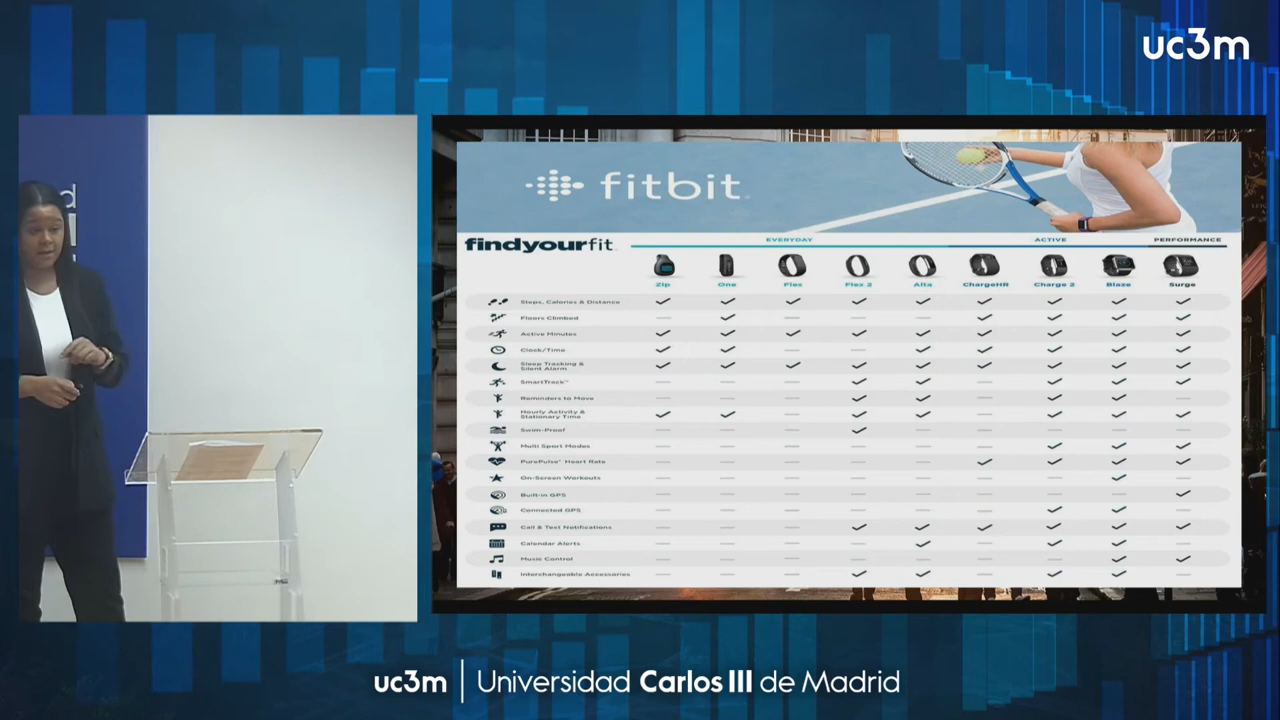 uc3m
d
fitbit
findyourfit
EVERYDAY
ACTIVE
PERFORMANCE
Zip
One
Flex
Flex 2
Alta
ChargeHR
Charge 2
Blaze
Surge
Steps, Calories & Distance
Floors Climbed
Active Minutes
Clock/Time
Sleep Tracking &
Silent Alarm
SmartTrack™
Reminders to Move
Hourly Activity &
Stationary Time
Swim-Proof
Multi Sport Modes
PurePulse® Heart Rate
On-Screen Workouts
Built-in GPS
Connected GPS
Call & Text Notifications
Calendar Alerts
Music Control
Interchangeable Accessories
uc3m | Universidad Carlos III de Madrid